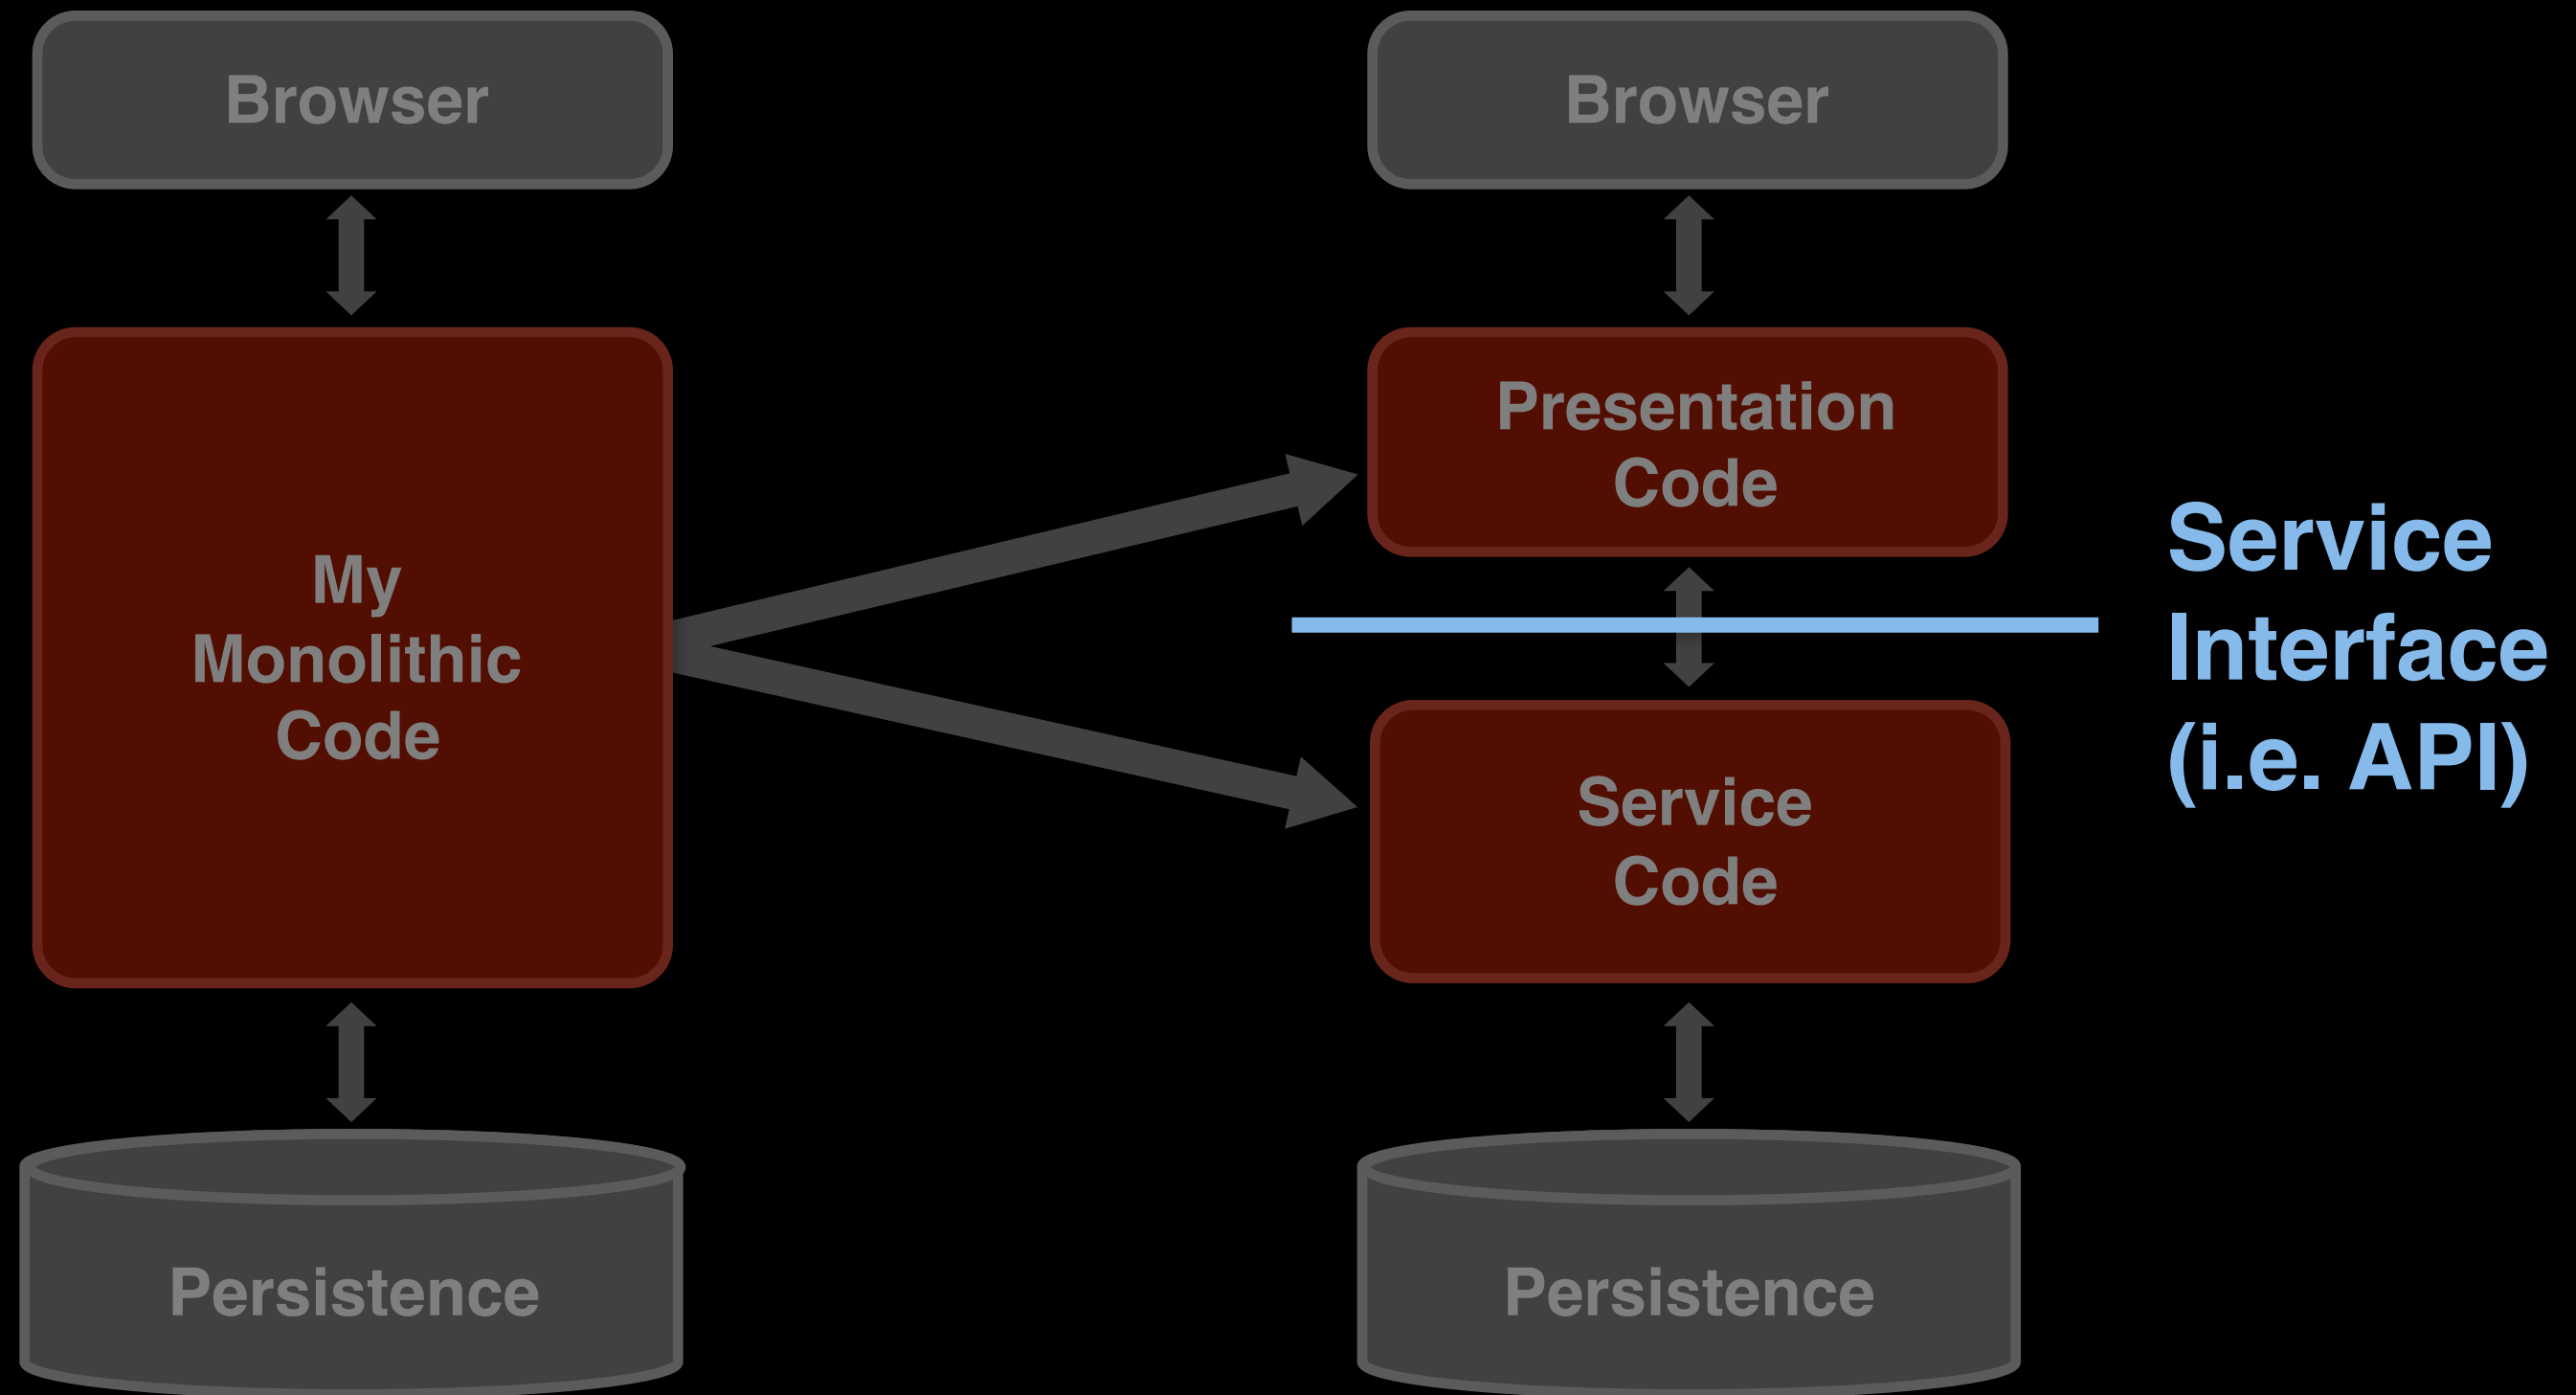 Browser
My
Monolithic
Code
Persistence
Browser
Presentation
Code
Service
Code
Persistence
Service
Interface
(i.e. API)